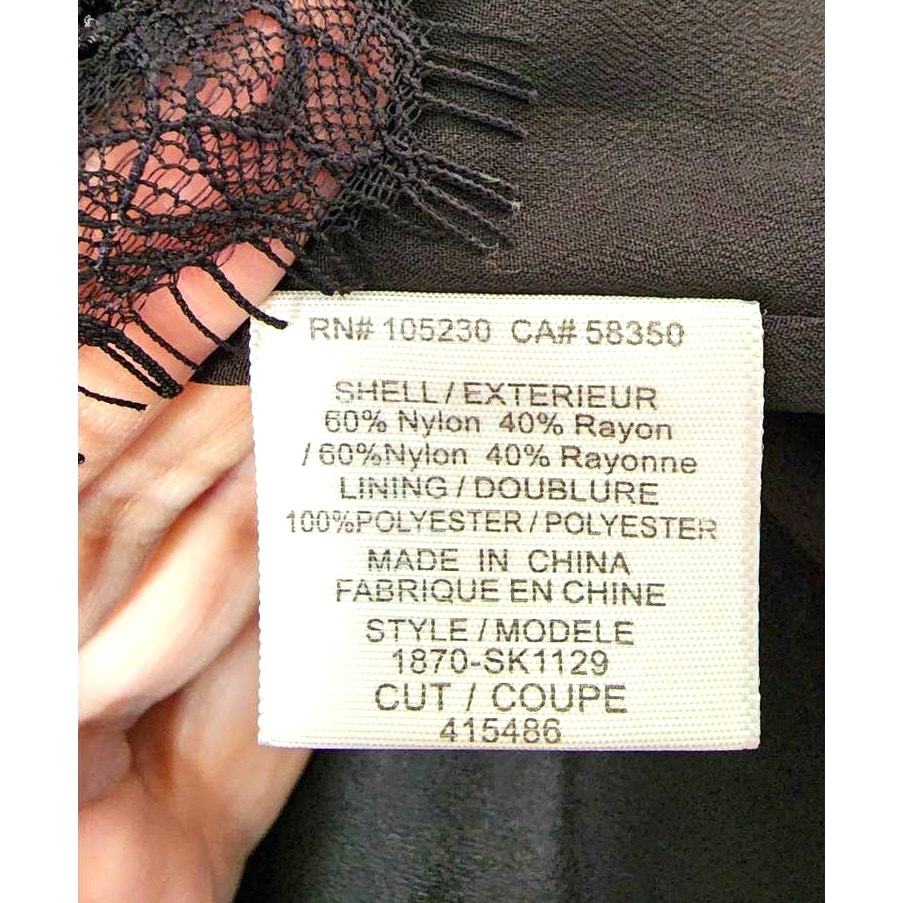 RN# 105230 CA# 58350
SHELL / EXTERIEUR
60% Nylon 40% Rayon
/ 60%Nylon 40% Rayonne
LINING / DOUBLURE
100%POLYESTER / POLYESTER
MADE IN CHINA
FABRIQUE EN CHINE
STYLE / MODELE
1870-SK1129
CUT / COUPE
415486